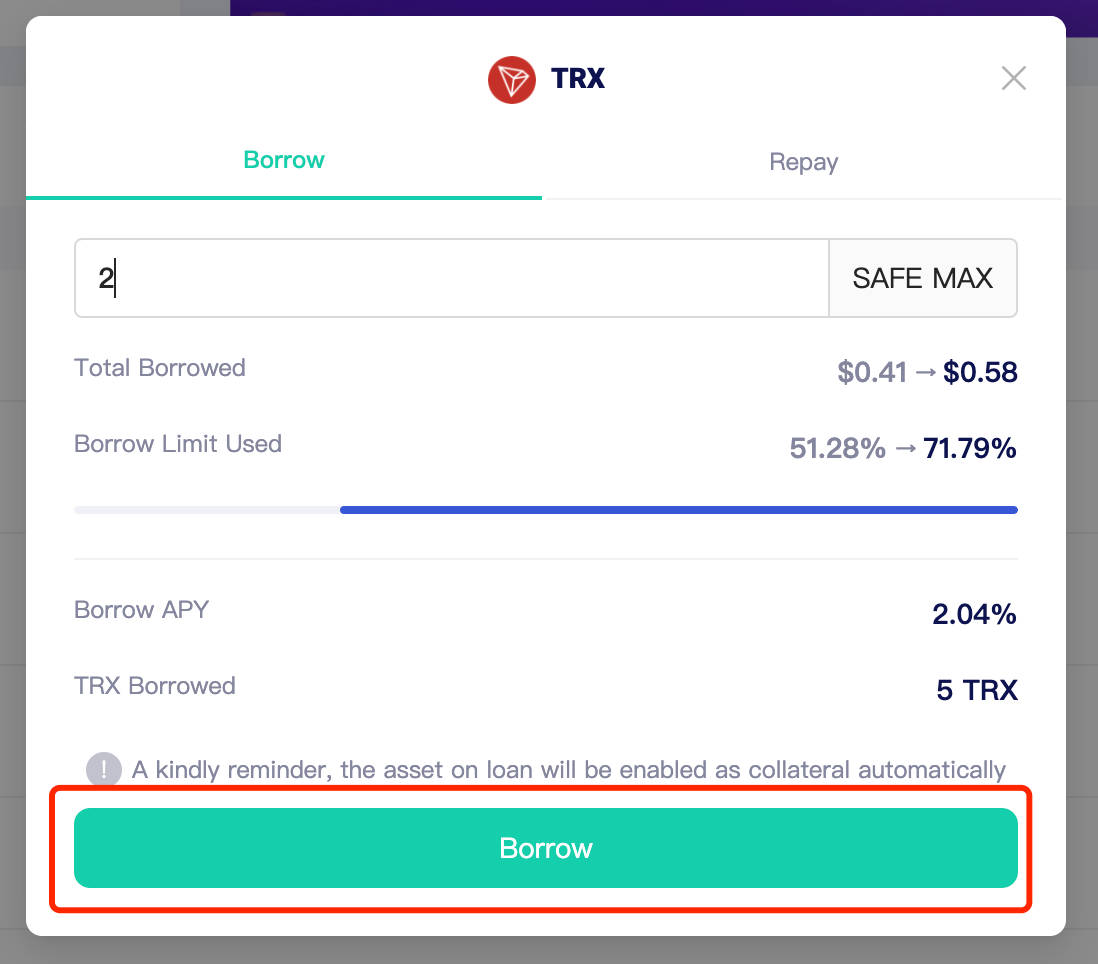 TRX
Borrow
Repay
2
SAFE MAX
Total Borrowed
$0.41 → $0.58
Borrow Limit Used
51.28% → 71.79%
Borrow APY
2.04%
TRX Borrowed
5 TRX
! A kindly reminder, the asset on loan will be enabled as collateral automatically
Borrow